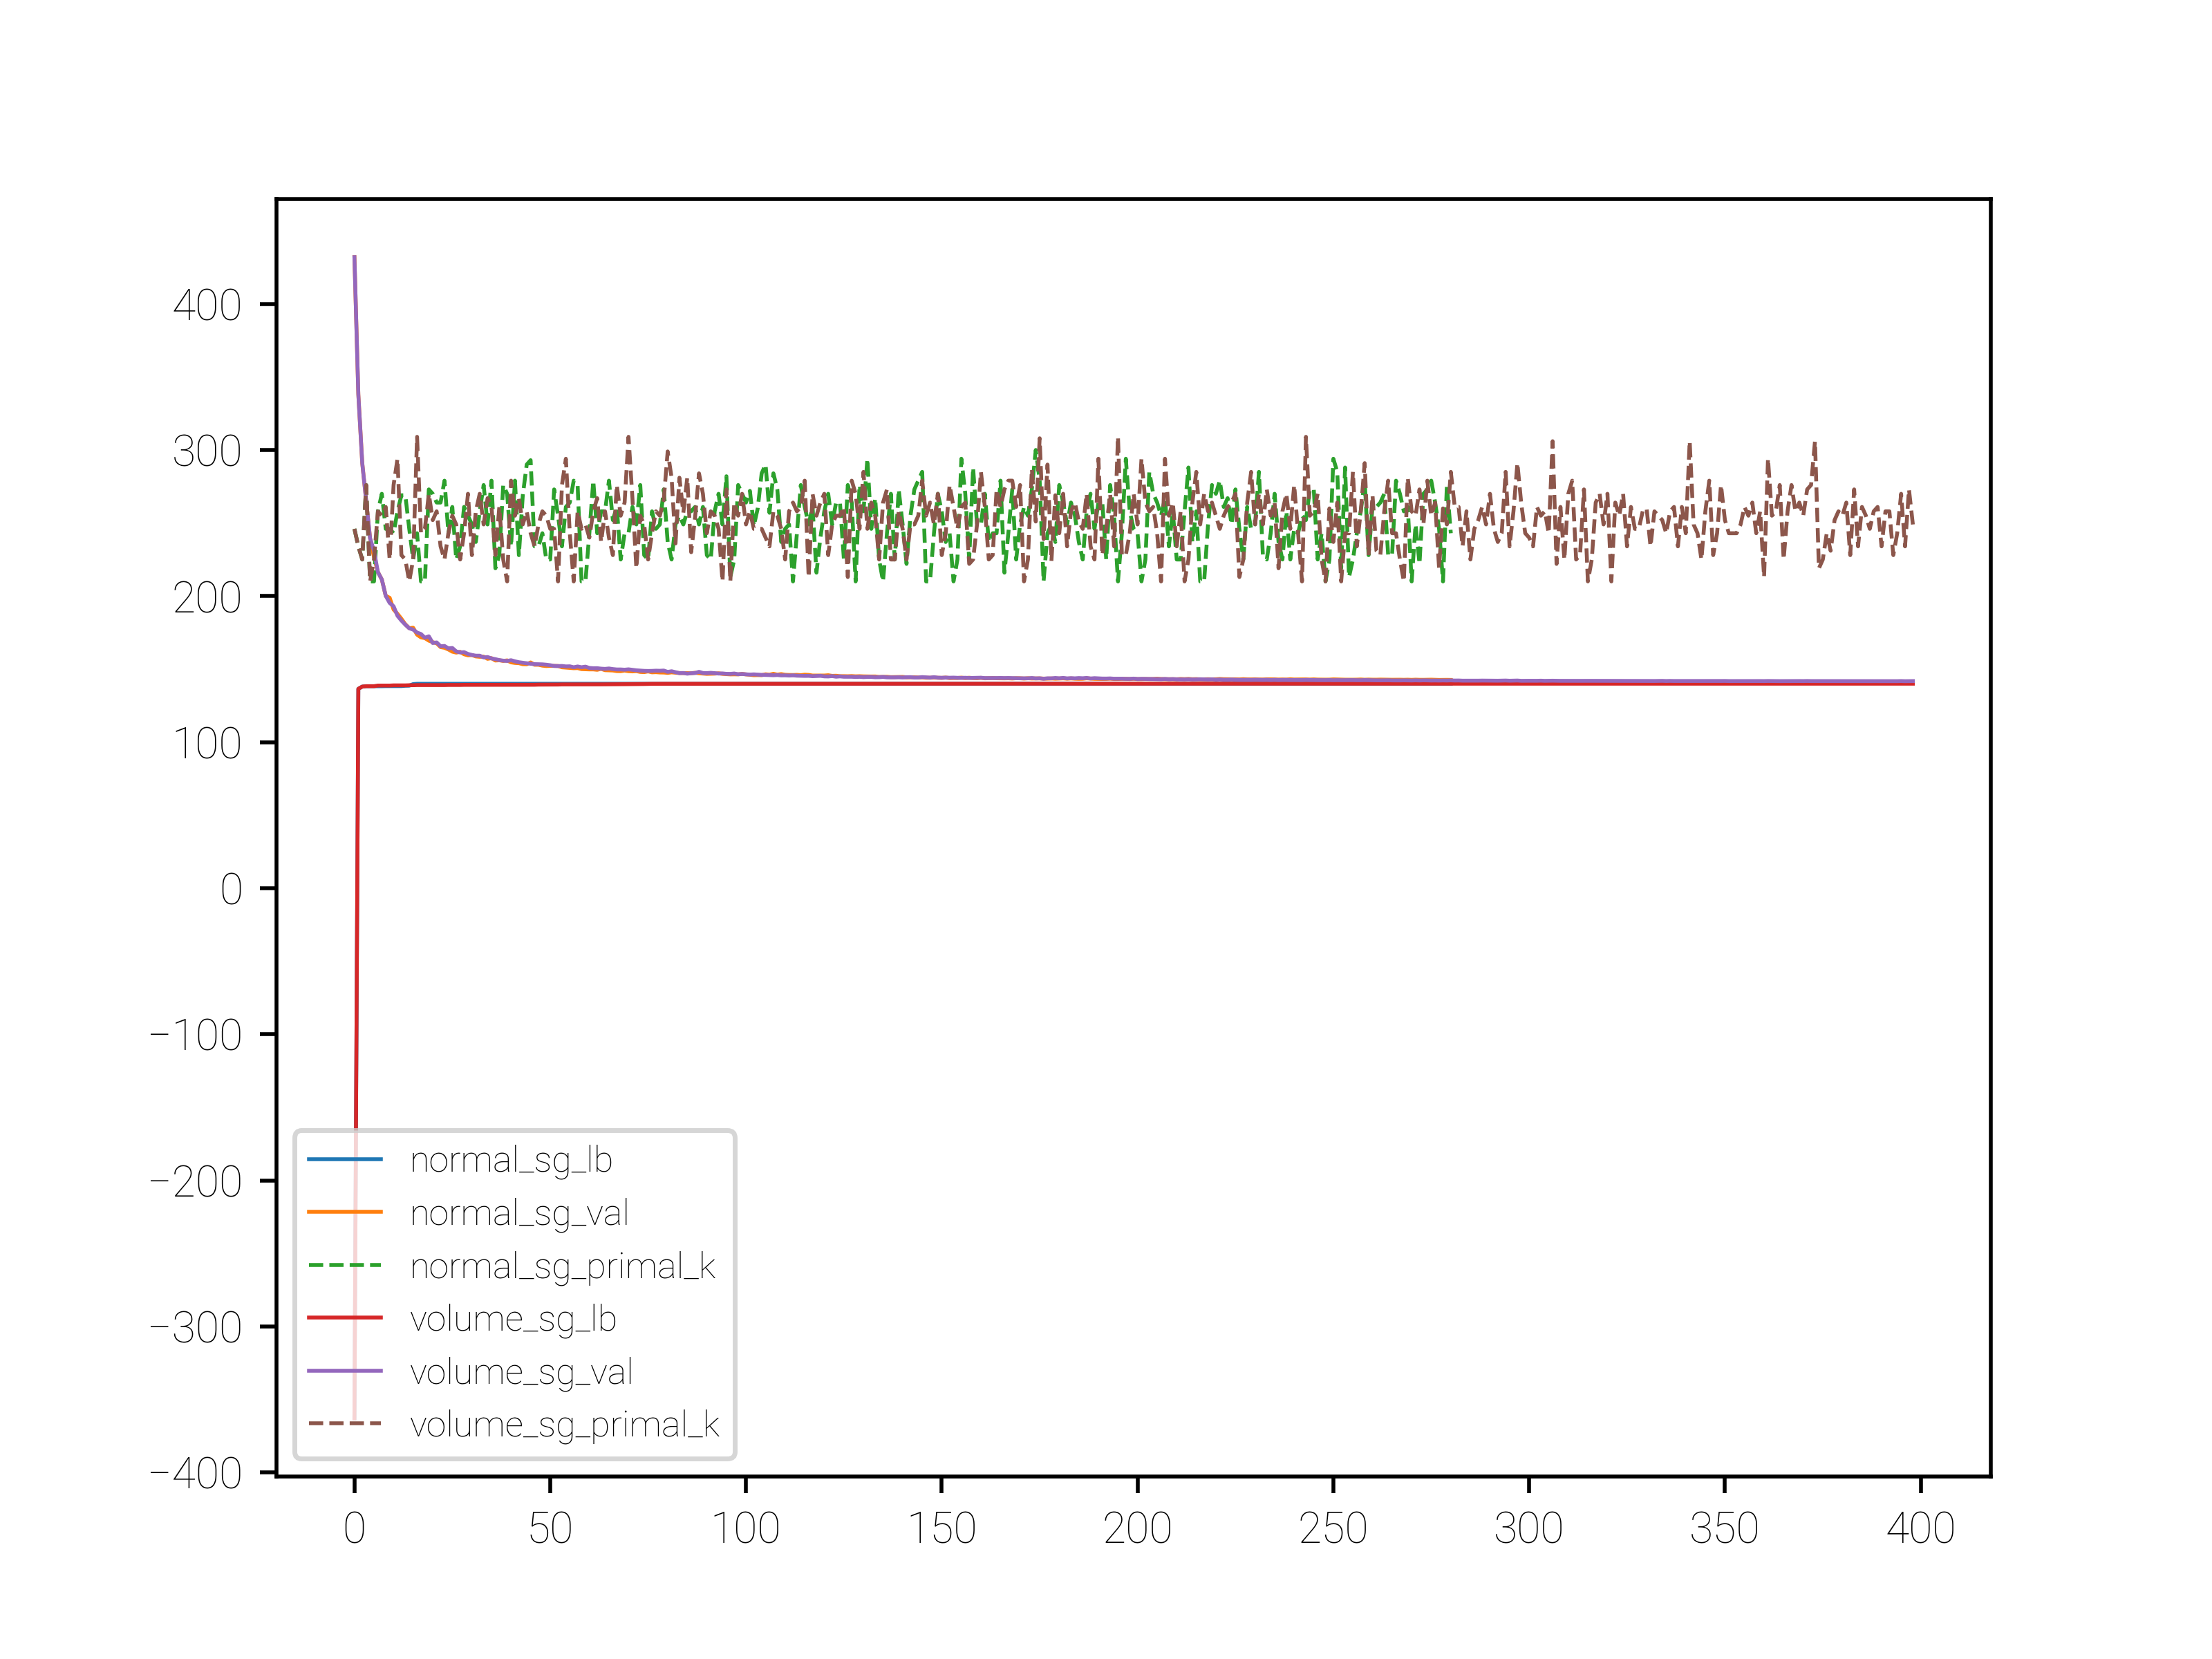 400
300
200
100
0
−100
−200
−300
−400
normal_sg_lb
normal_sg_val
normal_sg_primal_k
volume_sg_lb
volume_sg_val
volume_sg_primal_k
0 50 100 150 200 250 300 350 400